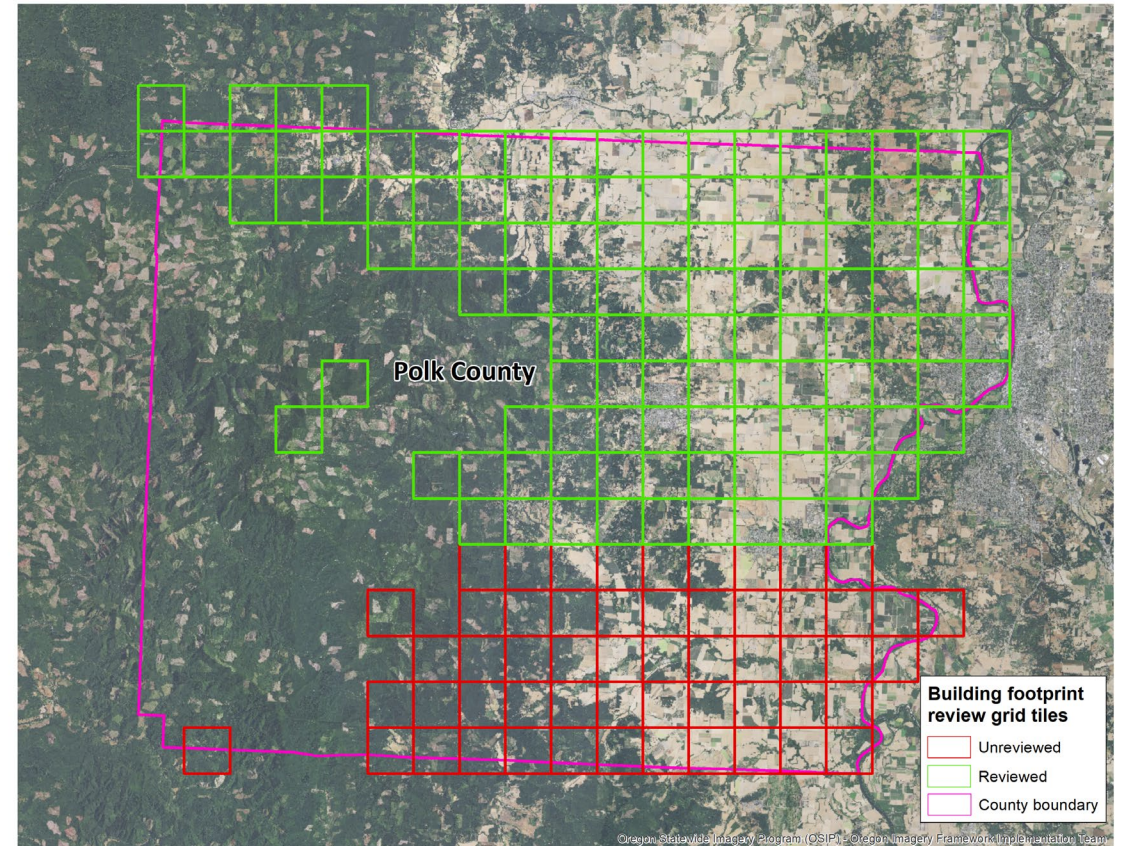 Polk County
Building footprint
review grid tiles
Unreviewed
Reviewed
County boundary
Oregon Statewide Imagery Program (OSIP) - Oregon Imagery Framework Implementation Team